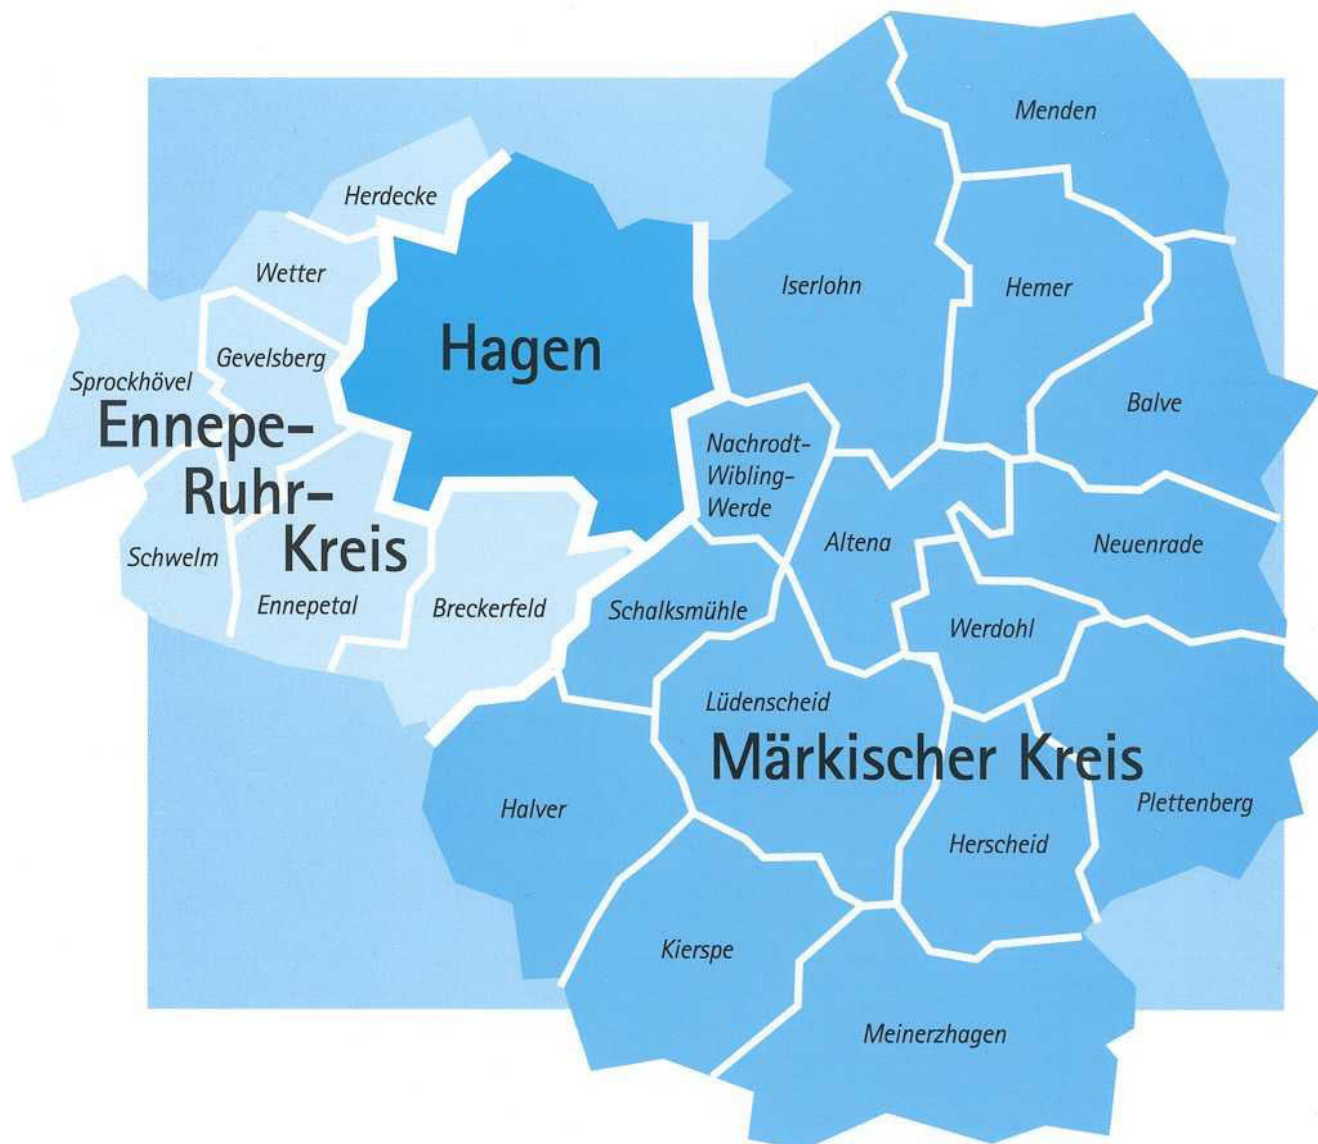 Menden
Herdecke
Wetter
Iserlohn
Hemer
Hagen
Gevelsberg
Sprockhövel
Balve
Ennepe-
Ruhr-
Kreis
Nachrodt-
Wibling-
Werde
Altena
Neuenrade
Schwelm
Ennepetal
Breckerfeld
Schalksmühle
Werdohl
Lüdenscheid
Märkischer Kreis
Halver
Plettenberg
Herscheid
Kierspe
Meinerzhagen